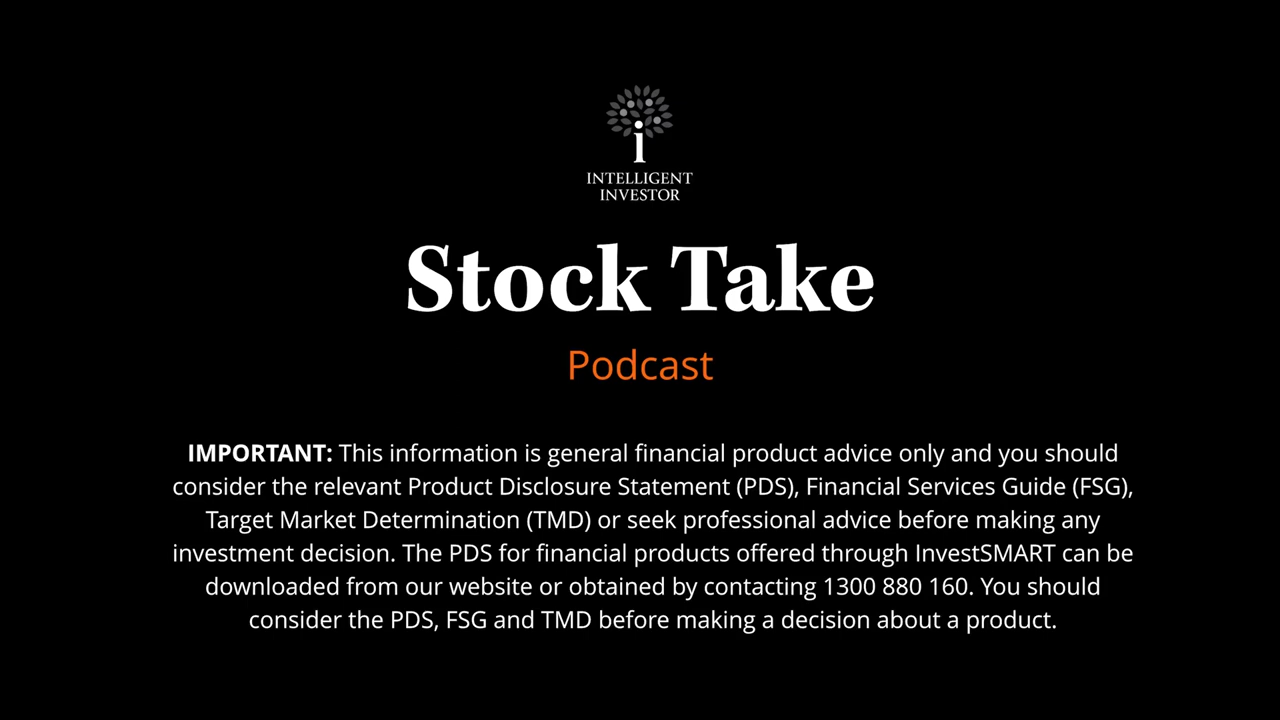 INTELLIGENT
INVESTOR
Stock Take
Podcast
IMPORTANT: This information is general financial product advice only and you should
consider the relevant Product Disclosure Statement (PDS), Financial Services Guide (FSG),
Target Market Determination (TMD) or seek professional advice before making any
investment decision. The PDS for financial products offered through InvestSMART can be
downloaded from our website or obtained by contacting 1300 880 160. You should
consider the PDS, FSG and TMD before making a decision about a product.